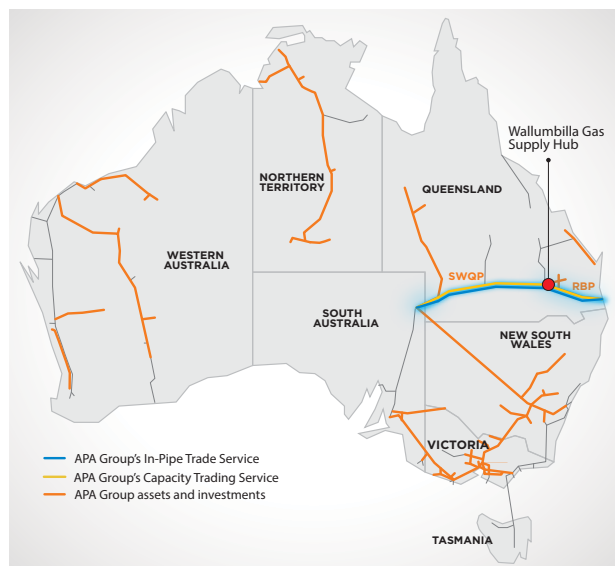 Wallumbilla Gas
Supply Hub
NORTHERN
TERRITORY
QUEENSLAND
WESTERN
AUSTRALIA
SWQP
RBP
SOUTH
AUSTRALIA
NEW SOUTH
WALES
VICTORIA
APA Group's In-Pipe Trade Service
APA Group's Capacity Trading Service
APA Group assets and investments
TASMANIA